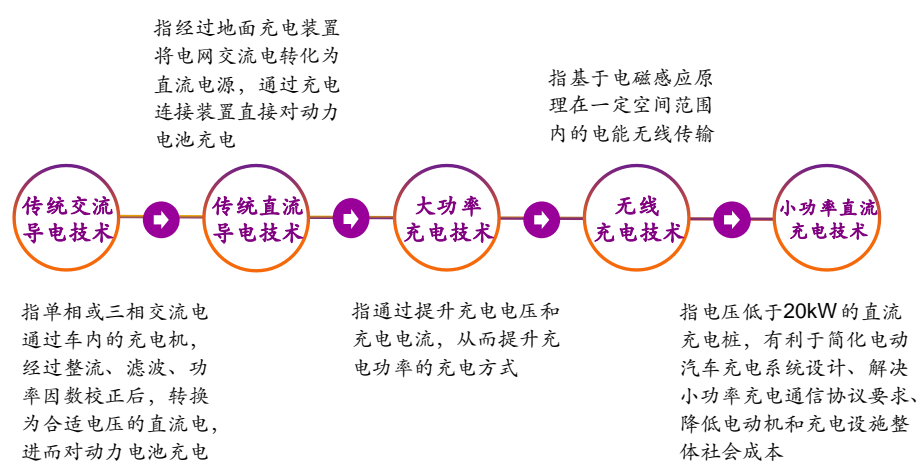 指经过地面充电装置
将电网交流电转化为
直流电源，通过充电
连接装置直接对动力
电池充电
指基于电磁感应原
理在一定空间范围
内的电能无线传输
传统交流
导电技术
传统直流
导电技术
大功率
充电技术
无线
充电技术
小功率直流
充电技术
指单相或三相交流电
通过车内的充电机，
经过整流、滤波、功
率因数校正后，转换
为合适电压的直流电，
进而对动力电池充电
指通过提升充电电压和
充电电流，从而提升充
电功率的充电方式
指电压低于20kW的直流
充电桩，有利于简化电动
汽车充电系统设计、解决
小功率充电通信协议要求、
降低电动机和充电设施整
体社会成本